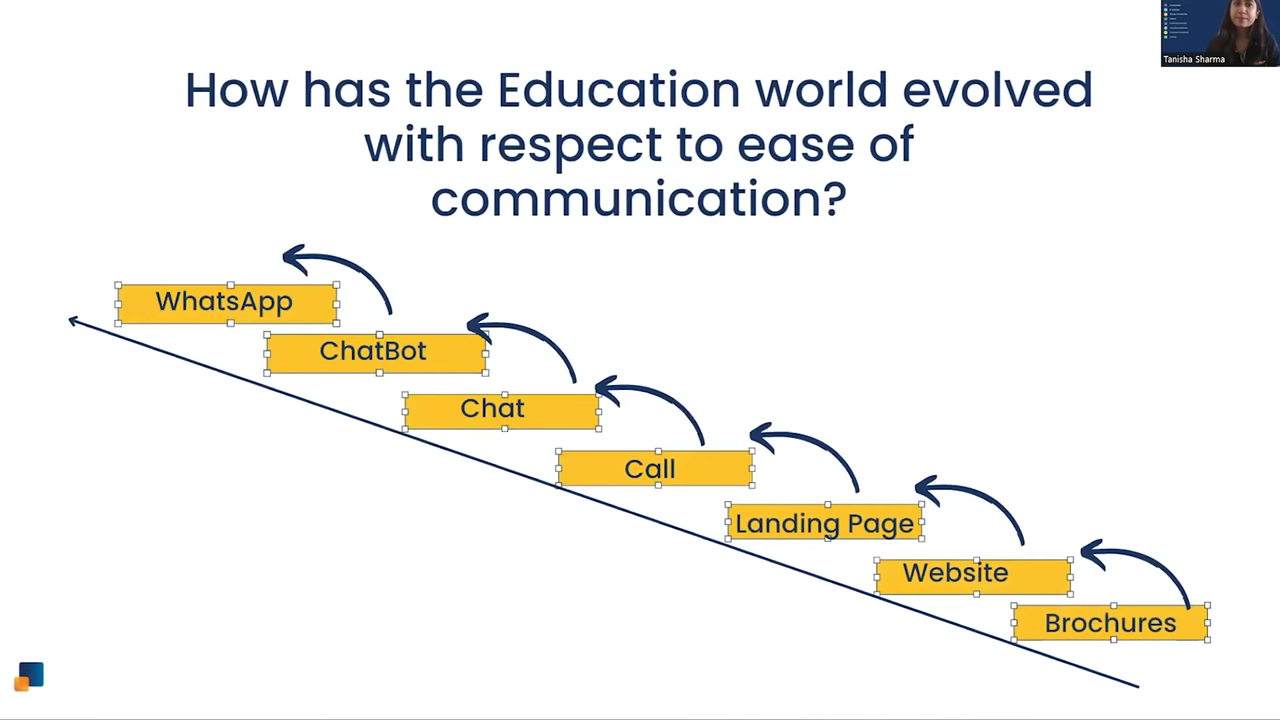 Tanisha Sharma
How has the Education world evolved
with respect to ease of
communication?
WhatsApp
ChatBot
Chat
Call
Landing Page
Website
Brochures